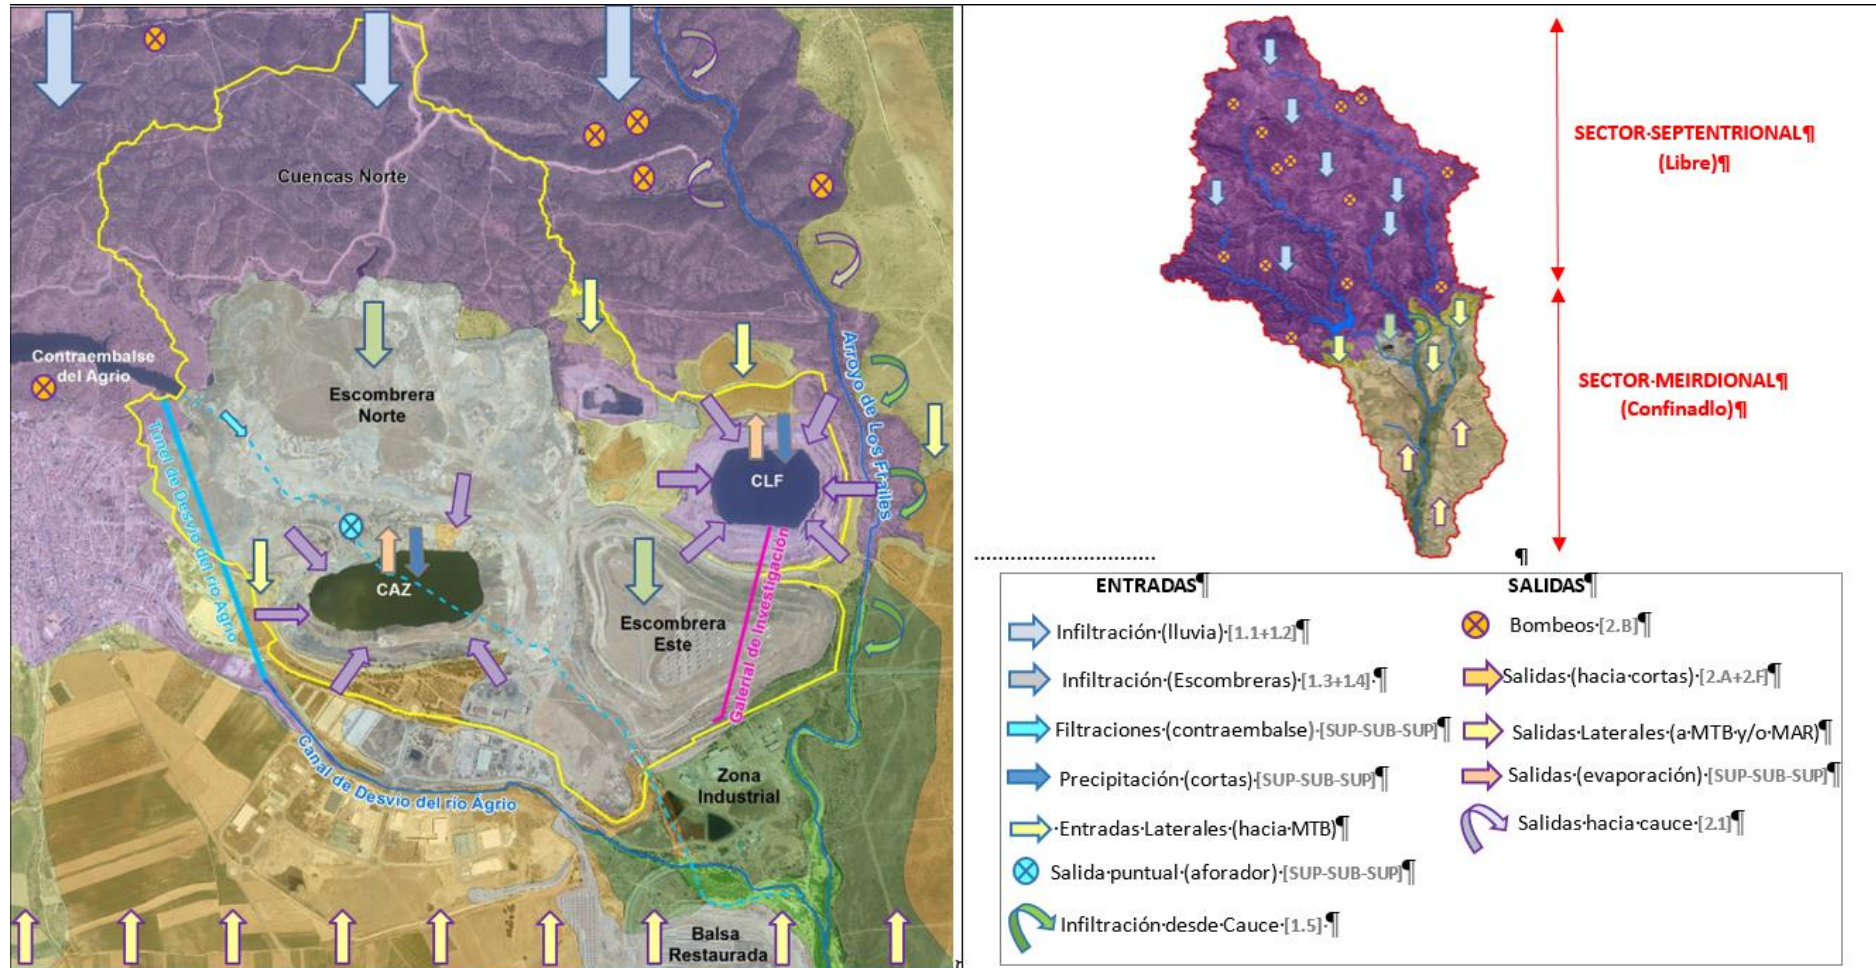 Cuencas Norte
Contraembalse
del Agrio
Escombrera
Norte
Arroyo de Los Frailes
Tunel de Desvio del río Agrio
CLF
CAZ
Escombrera
Este
Galerial de Investigación
Canal de Desvio del río Agrio
Zona
Industrial
Balsa
Restaurada
SECTOR·SEPTENTRIONAL¶
(Libre)¶
SECTOR·MEIRDIONAL¶
(Confinadlo)¶
¶
ENTRADAS¶
Infiltración·(lluvia)·[1.1+1.2]¶
Infiltración·(Escombreras)·[1.3+1.4]·¶
Filtraciones·(contraembalse)·[SUP-SUB-SUP]¶
Precipitación·(cortas)·[SUP-SUB-SUP]¶
·Entradas·Laterales·(hacia·MTB)¶
Salida·puntual·(aforador)·[SUP-SUB-SUP]¶
Infiltración·desde·Cauce·[1.5]·¶
SALIDAS¶
Bombeos·[2.B]¶
Salidas·(hacia·cortas)·[2.A+2.F]¶
Salidas·Laterales·(a·MTB·y/o·MAR)¶
Salidas·(evaporación)·[SUP-SUB-SUP]¶
Salidas·hacia·cauce·[2.1]¶